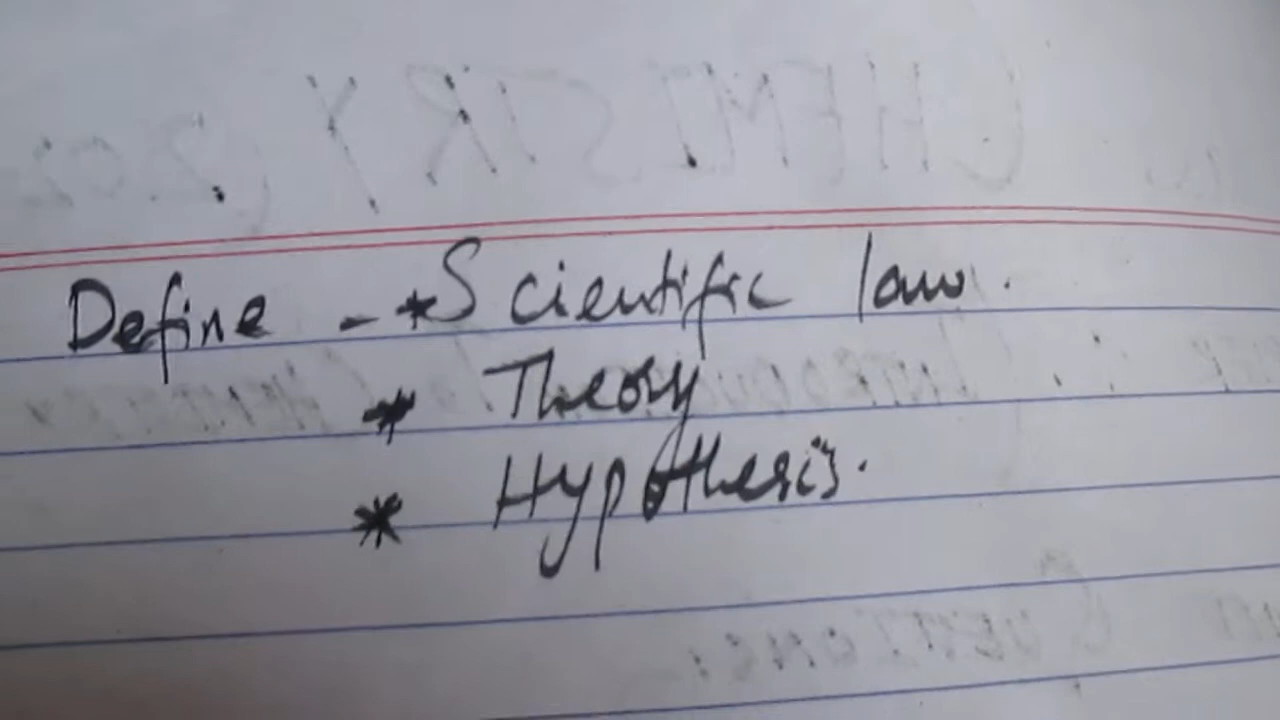 Define - * Scientific law.
* Theory
* Hypothesis.